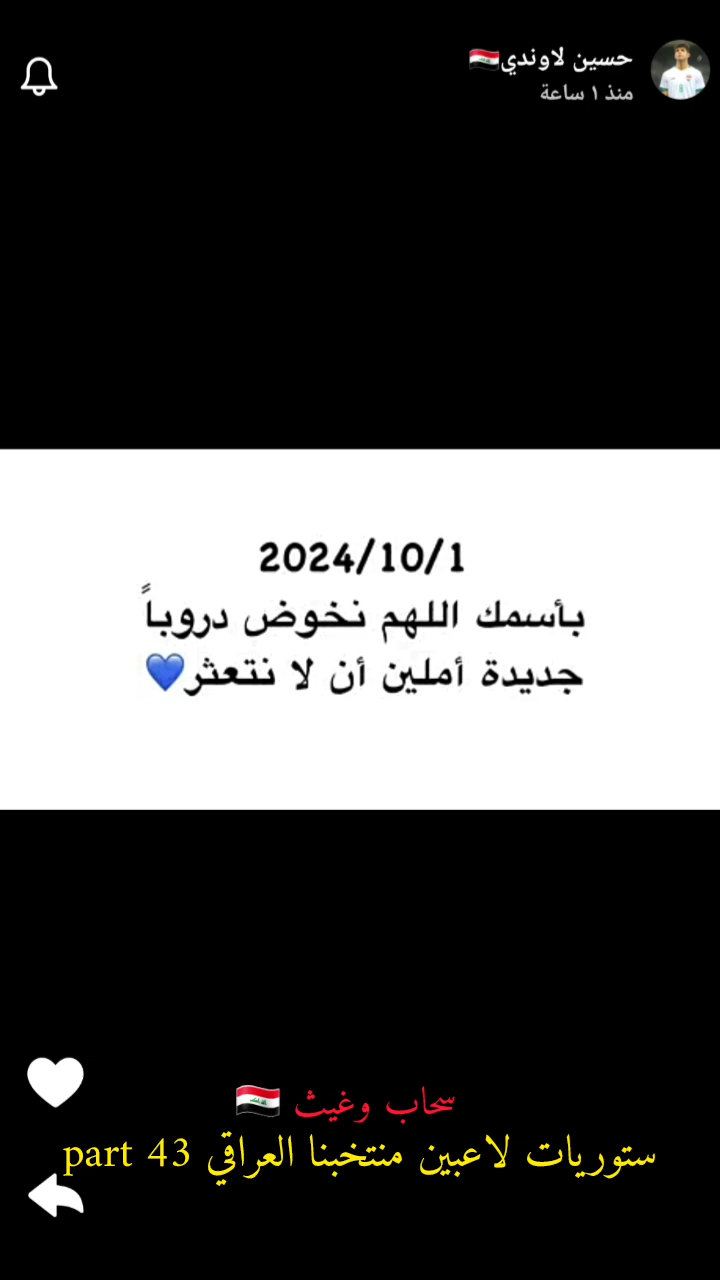 حسين لاوندي🇮🇶
منذ ١ ساعة
2024/10/1
بأسمك اللهم نخوض دروباً
جديدة أملين أن لا نتعثر💙
سحاب وغيث 🇮🇶
ستوريات لاعبين منتخبنا العراقي part 43